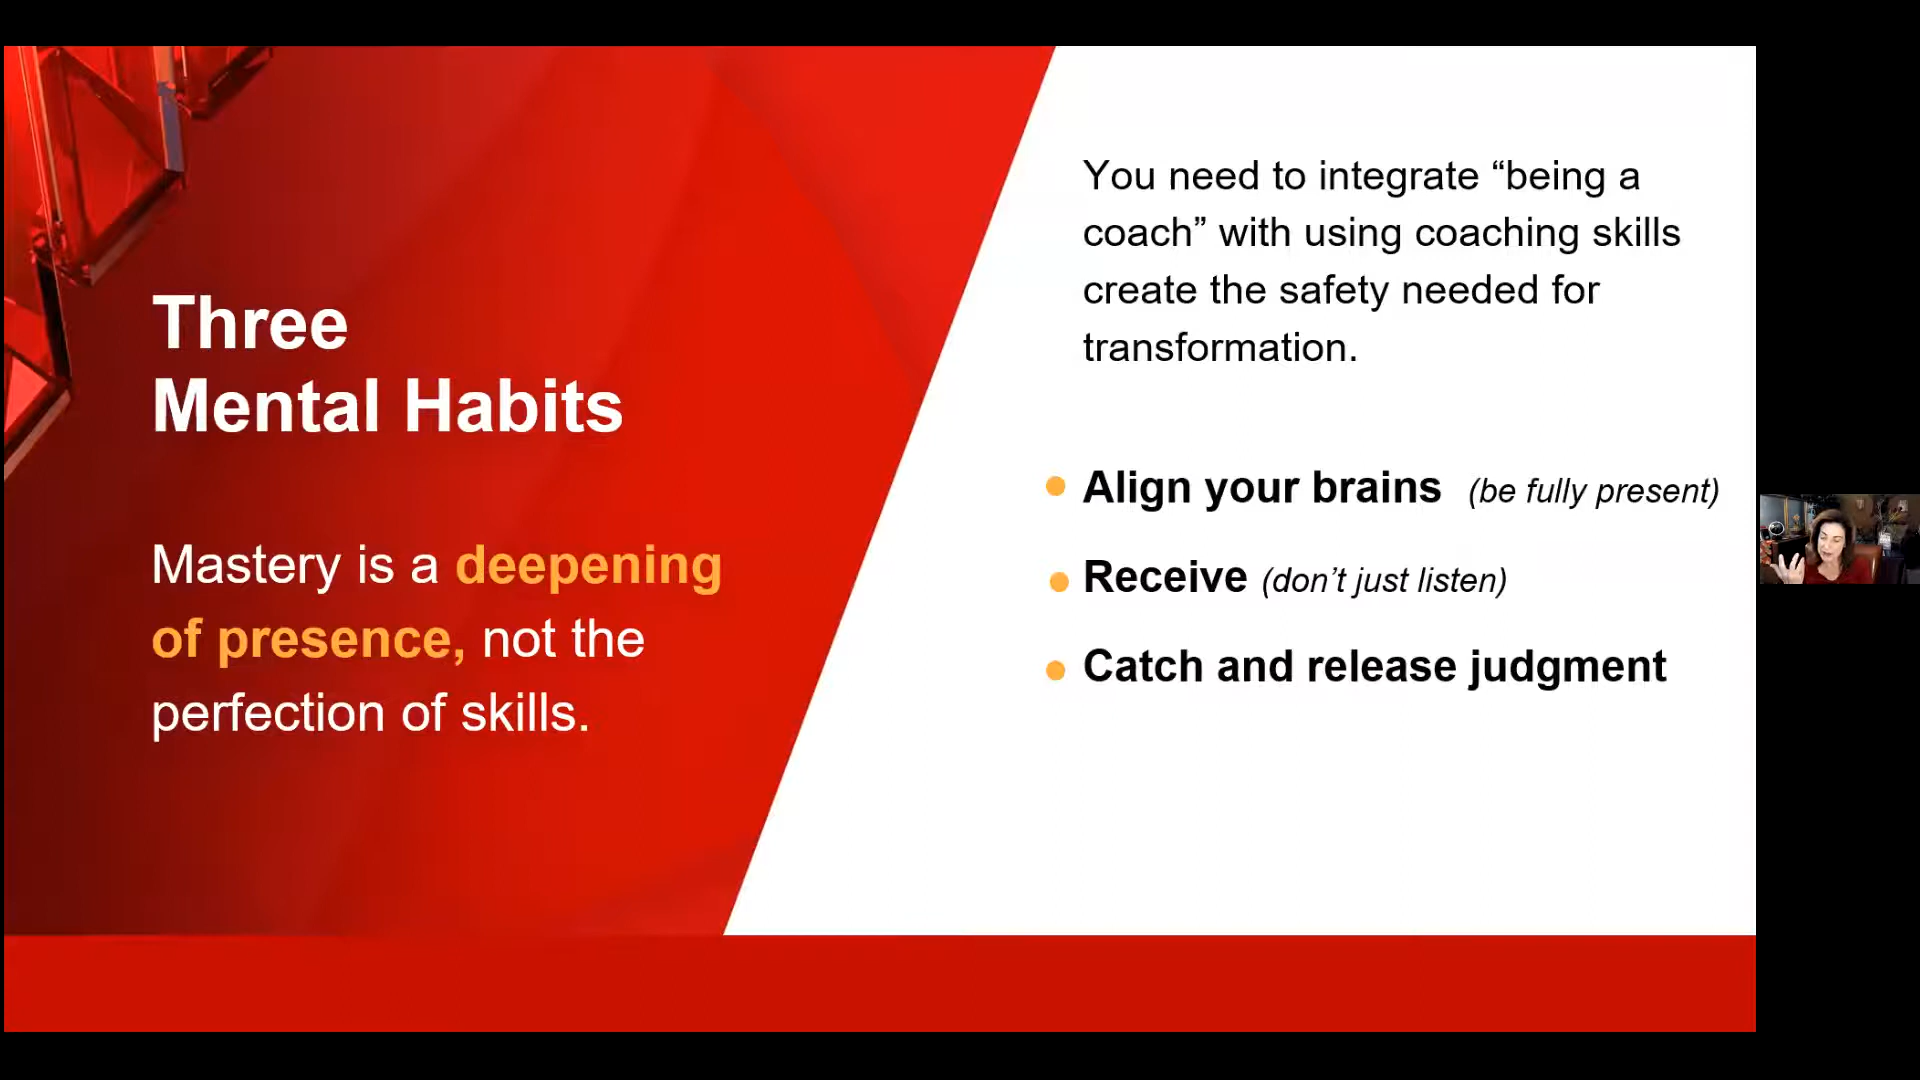 Three
Mental Habits
Mastery is a deepening
of presence, not the
perfection of skills.
You need to integrate “being a
coach” with using coaching skills
create the safety needed for
transformation.
Align your brains (be fully present)
Receive (don’t just listen)
Catch and release judgment